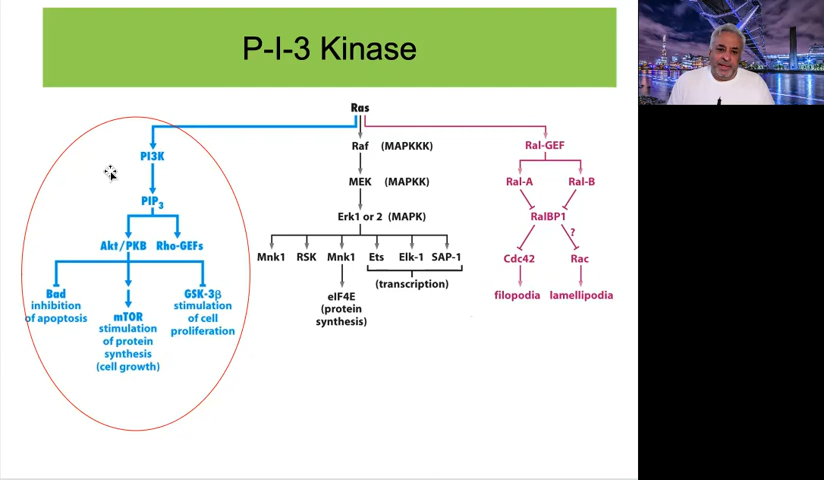 P-I-3 Kinase
Ras
PI3K
PIP3
Akt/PKB Rho-GEFs
Bad
inhibition
of apoptosis
mTOR
stimulation
of protein
synthesis
(cell growth)
GSK-3β
stimulation
of cell
proliferation
Raf (MAPKKK)
MEK (MAPKK)
Erk1 or 2 (MAPK)
Mnk1 RSK Mnk1 Ets Elk-1 SAP-1
eIF4E
(protein
synthesis)
(transcription)
Ral-GEF
Ral-A Ral-B
RalBP1
?
Cdc42 Rac
filopodia lamellipodia